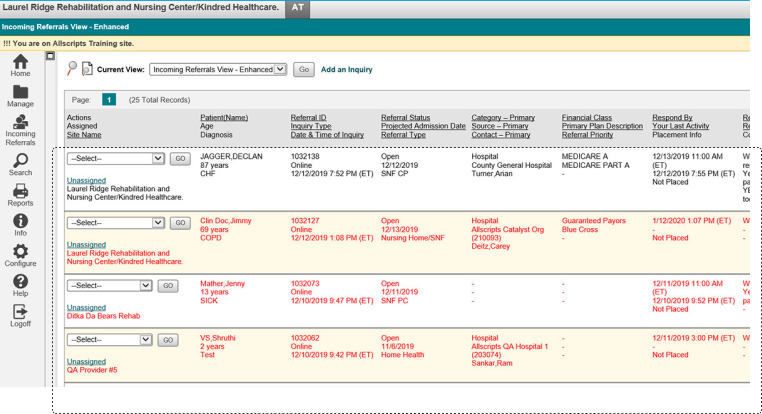 Laurel Ridge Rehabilitation and Nursing Center/Kindred Healthcare. AT
Incoming Referrals View - Enhanced
!!! You are on Allscripts Training site.
Home
Manage
Incoming
Referrals
Search
Reports
Info
Configure
Help
Logoff
Current View: Incoming Referrals View - Enhanced Go Add an Inquiry
Page: 1 (25 Total Records)
Actions Patient(Name) Referral ID Referral Status Category – Primary Financial Class Respond By Re
Assigned Age Inquiry Type Projected Admission Date Source – Primary Primary Plan Description Your Last Activity Re
Site Name Diagnosis Date & Time of Inquiry Referral Type Contact – Primary Referral Priority Placement Info Co
--Select-- GO JAGGER,DECLAN 1032138 Open Hospital MEDICARE A 12/13/2019 11:00 AM W
87 years Online 12/12/2019 County General Hospital MEDICARE PART A (ET) re
CHF 12/12/2019 7:52 PM (ET) SNF CP Turner,Arian - 12/12/2019 7:55 PM (ET) Ye
Unassigned Not Placed pa
Laurel Ridge Rehabilitation and YE
Nursing Center/Kindred Healthcare. too
--Select-- GO Clin Doc,Jimmy 1032127 Open Hospital Guaranteed Payors 1/12/2020 1:07 PM (ET) W
69 years Online 12/13/2019 Allscripts Catalyst Org Blue Cross - -
COPD 12/12/2019 1:08 PM (ET) Nursing Home/SNF (210093) - Not Placed -
Unassigned Deitz,Carey
Laurel Ridge Rehabilitation and
Nursing Center/Kindred Healthcare.
--Select-- GO Mather,Jenny 1032073 Open - - 12/11/2019 11:00 AM W
13 years Online 12/11/2019 - - (ET) Ye
SICK 12/10/2019 9:47 PM (ET) SNF PC - - 12/10/2019 9:52 PM (ET) pa
Unassigned Not Placed -
Ditka Da Bears Rehab
--Select-- GO VS,Shruthi 1032062 Open Hospital - 12/11/2019 3:00 PM (ET) W
2 years Online 11/6/2019 Allscripts QA Hospital 1 - - -
Test 12/10/2019 9:42 PM (ET) Home Health (203074) - Not Placed -
Unassigned Sankar,Ram
QA Provider #5